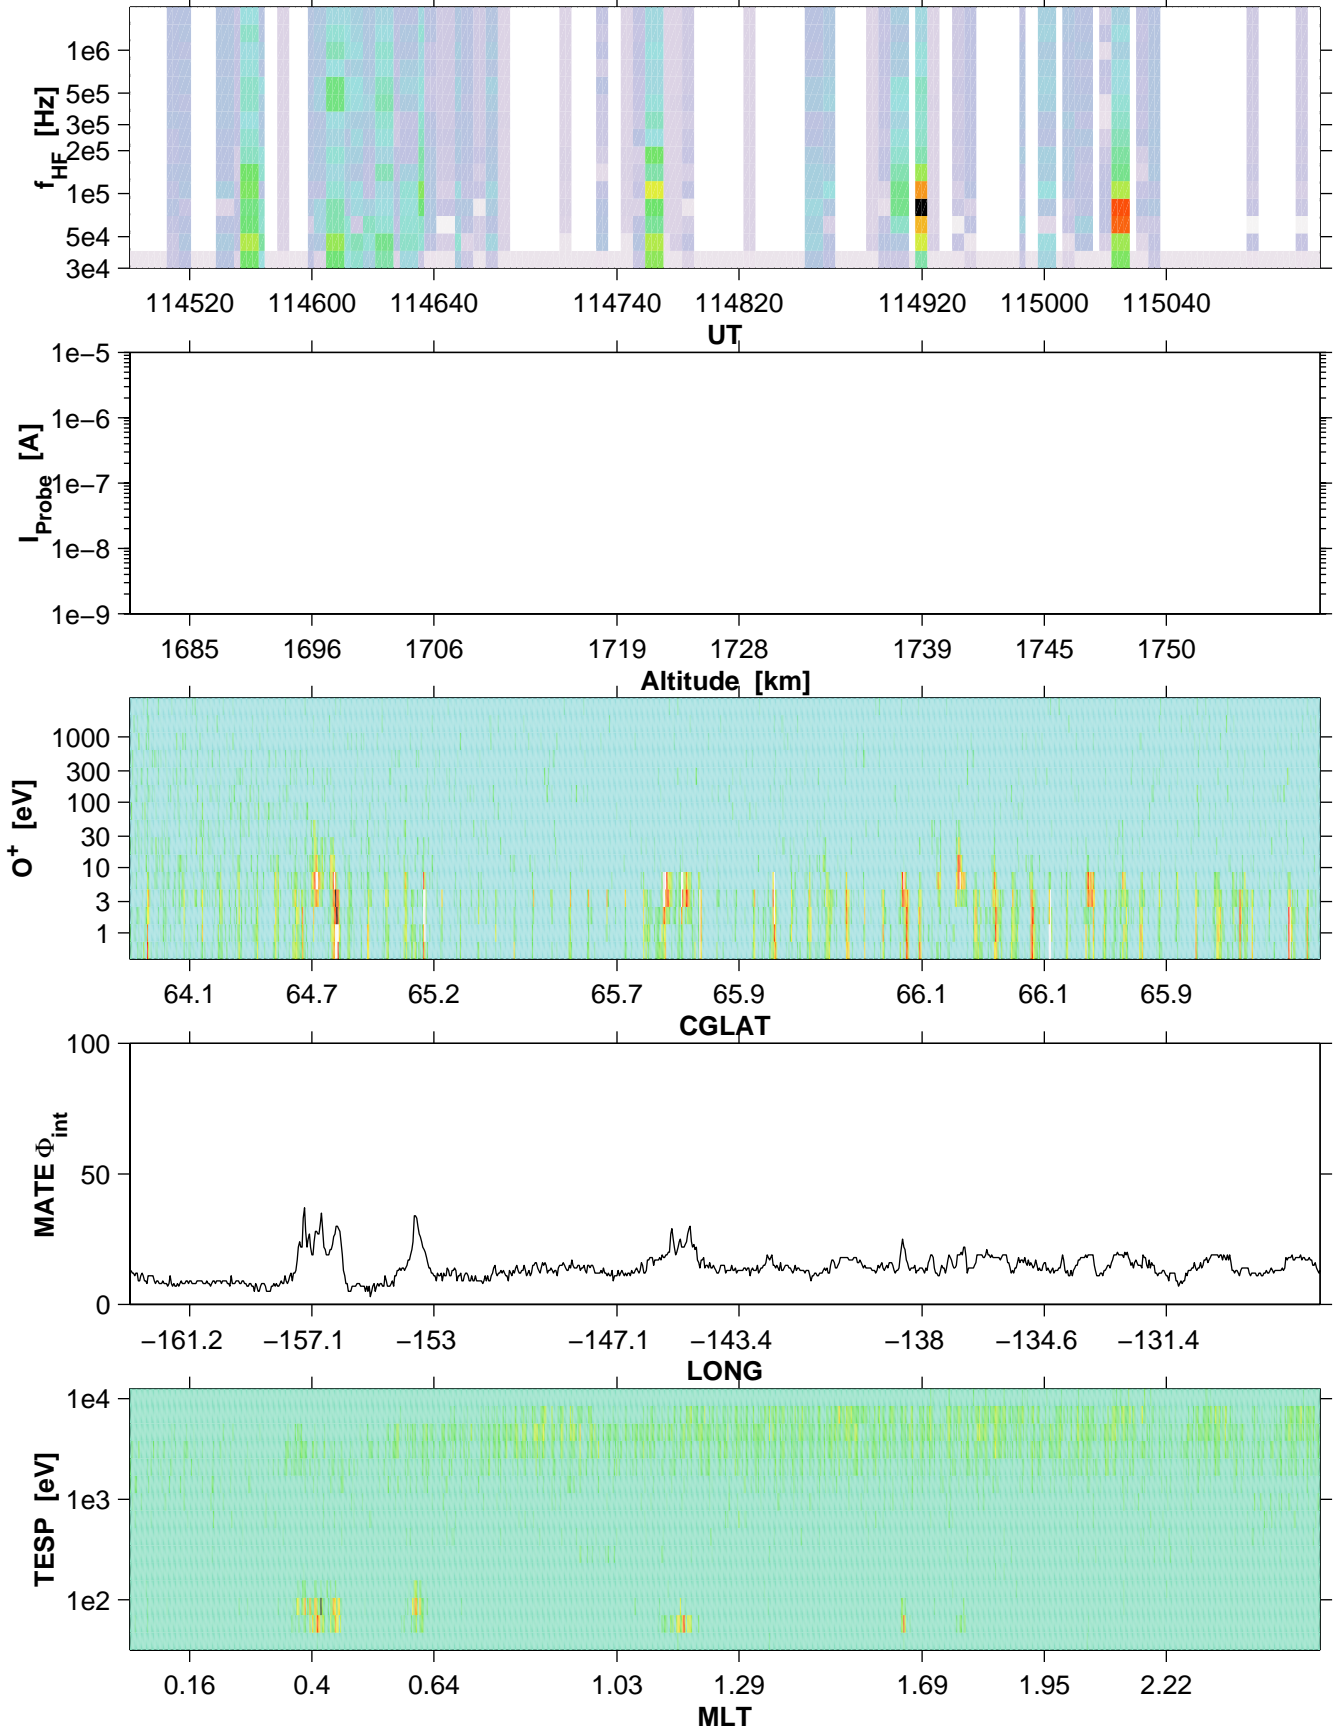 f_HF [Hz]
1e6
5e5
3e5
2e5
1e5
5e4
3e4
114520 114600 114640 114740 114820 114920 115000 115040
UT
I_Probe [A]
1e−5
1e−6
1e−7
1e−8
1e−9
1685 1696 1706 1719 1728 1739 1745 1750
Altitude [km]
O⁺ [eV]
1000
300
100
30
10
3
1
64.1 64.7 65.2 65.7 65.9 66.1 66.1 65.9
CGLAT
MATE Φ_int
100
50
0
−161.2 −157.1 −153 −147.1 −143.4 −138 −134.6 −131.4
LONG
TESP [eV]
1e4
1e3
1e2
0.16 0.4 0.64 1.03 1.29 1.69 1.95 2.22
MLT